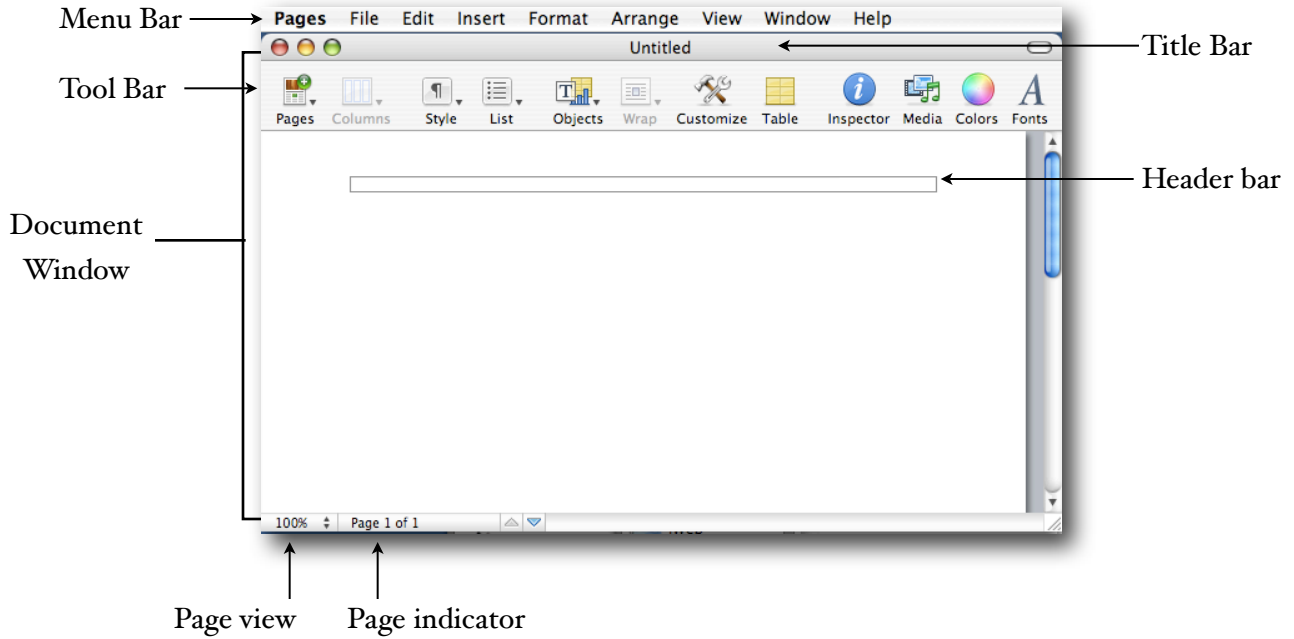 Menu Bar
Pages File Edit Insert Format Arrange View Window Help
Untitled
Title Bar
Tool Bar
Pages Columns Style List Objects Wrap Customize Table Inspector Media Colors Fonts
Header bar
Document
Window
100% Page 1 of 1
Page view Page indicator